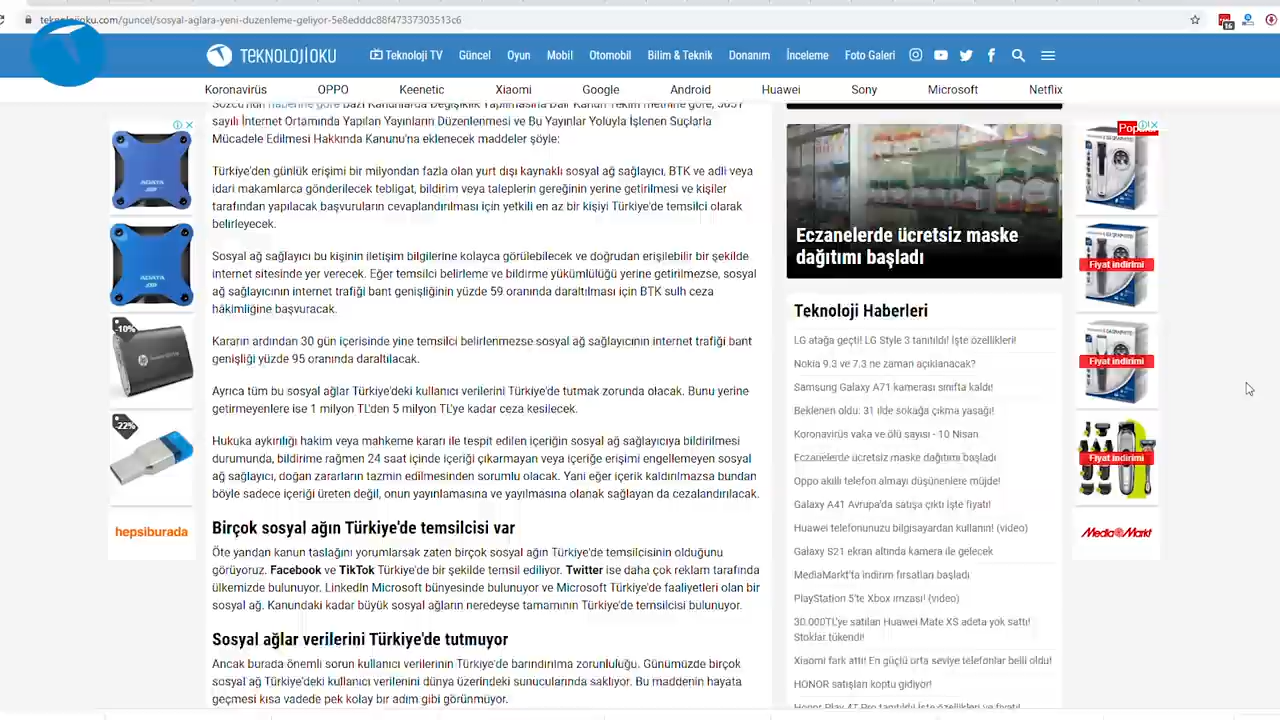 teknolojioku.com/guncel/sosyal-aglara-yeni-duzenleme-geliyor-5e8edddc88f47337303513c6
16
TEKNOLOJİOKU
Teknoloji TV Güncel Oyun Mobil Otomobil Bilim & Teknik Donanım İnceleme Foto Galeri
Koronavirüs OPPO Keenetic Xiaomi Google Android Huawei Sony Microsoft Netflix
Sözcü'nün haberine göre Bazı Kanunlarda Değişiklik Yapılmasına Dair Kanun Teklifi metnine göre, 5651
sayılı İnternet Ortamında Yapılan Yayınların Düzenlenmesi ve Bu Yayınlar Yoluyla İşlenen Suçlarla
Mücadele Edilmesi Hakkında Kanunu'na eklenecek maddeler şöyle:
Türkiye'den günlük erişimi bir milyondan fazla olan yurt dışı kaynaklı sosyal ağ sağlayıcı, BTK ve adli veya
idari makamlarca gönderilecek tebligat, bildirim veya taleplerin gereğinin yerine getirilmesi ve kişiler
tarafından yapılacak başvuruların cevaplandırılması için yetkili en az bir kişiyi Türkiye'de temsilci olarak
belirleyecek.
Sosyal ağ sağlayıcı bu kişinin iletişim bilgilerine kolayca görülebilecek ve doğrudan erişilebilir bir şekilde
internet sitesinde yer verecek. Eğer temsilci belirleme ve bildirme yükümlülüğü yerine getirilmezse, sosyal
ağ sağlayıcının internet trafiği bant genişliğinin yüzde 59 oranında daraltılması için BTK sulh ceza
hâkimliğine başvuracak.
Kararın ardından 30 gün içerisinde yine temsilci belirlenmezse sosyal ağ sağlayıcının internet trafiği bant
genişliği yüzde 95 oranında daraltılacak.
Ayrıca tüm bu sosyal ağlar Türkiye'deki kullanıcı verilerini Türkiye'de tutmak zorunda olacak. Bunu yerine
getirmeyenlere ise 1 milyon TL'den 5 milyon TL'ye kadar ceza kesilecek.
Hukuka aykırılığı hakim veya mahkeme kararı ile tespit edilen içeriğin sosyal ağ sağlayıcıya bildirilmesi
durumunda, bildirime rağmen 24 saat içinde içeriği çıkarmayan veya içeriğe erişimi engellemeyen sosyal
ağ sağlayıcı, doğan zararların tazmin edilmesinden sorumlu olacak. Yani eğer içerik kaldırılmazsa bundan
böyle sadece içeriği üreten değil, onun yayınlamasına ve yayılmasına olanak sağlayan da cezalandırılacak.
Birçok sosyal ağın Türkiye'de temsilcisi var
Öte yandan kanun taslağını yorumlarsak zaten birçok sosyal ağın Türkiye'de temsilcisinin olduğunu
görüyoruz. Facebook ve TikTok Türkiye'de bir şekilde temsil ediliyor. Twitter ise daha çok reklam tarafında
ülkemizde bulunuyor. LinkedIn Microsoft bünyesinde bulunuyor ve Microsoft Türkiye'de faaliyetleri olan bir
sosyal ağ. Kanundaki kadar büyük sosyal ağların neredeyse tamamının Türkiye'de temsilcisi bulunuyor.
Sosyal ağlar verilerini Türkiye'de tutmuyor
Ancak burada önemli sorun kullanıcı verilerinin Türkiye'de barındırılma zorunluluğu. Günümüzde birçok
sosyal ağ Türkiye'deki kullanıcı verilenini dünya üzerindeki sunucularında saklıyor. Bu maddenin hayata
geçmesi kısa vadede pek kolay bir adım gibi görünmüyor.
Eczanelerde ücretsiz maske
dağıtımı başladı
Teknoloji Haberleri
LG atağa geçti! LG Style 3 tanıtıldı! İşte özellikleri!
Nokia 9.3 ve 7.3 ne zaman açıklanacak?
Samsung Galaxy A71 kamerası sınıfta kaldı!
Beklenen oldu: 31 ilde sokağa çıkma yasağı!
Koronavirüs vaka ve ölü sayısı - 10 Nisan
Eczanelerde ücretsiz maske dağıtımı başladı
Oppo akıllı telefon almayı düşünenlere müjde!
Galaxy A41 Avrupa'da satışa çıktı İşte fiyatı!
Huawei telefonunuzu bilgisayardan kullanın! (video)
Galaxy S21 ekran altında kamera ile gelecek
MediaMarkt'ta indirim fırsatları başladı
PlayStation 5'te Xbox imzası! (video)
30.000TL'ye satılan Huawei Mate XS adeta yok sattı!
Stoklar tükendi!
Xiaomi fark attı! En güçlü orta seviye telefonlar belli oldu!
HONOR satışları koptu gidiyor!
Honor Play 4T Pro tanıtıldı İşte özellikleri ve fiyatı!
ADATA
ADATA
-10%
-22%
hepsiburada
Fiyat indirimi
Fiyat indirimi
Fiyat indirimi
MediaMarkt